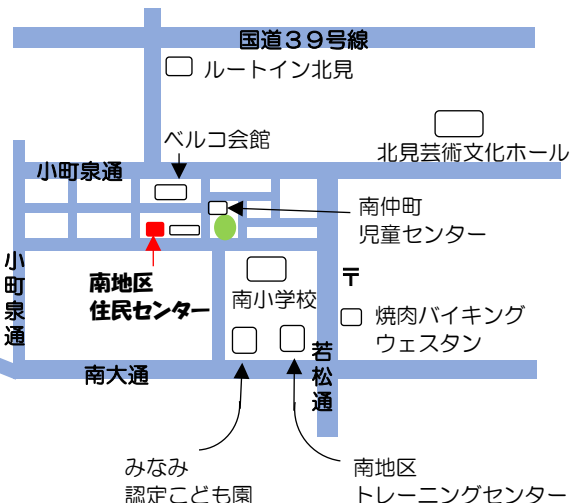 国道39号線
ルートイン北見
ベルコ会館
北見芸術文化ホール
小町泉通
南仲町
児童センター
小町泉通
南地区
住民センター
南小学校
〒
焼肉バイキング
ウェスタン
若松通
南大通
みなみ
認定こども園
南地区
トレーニングセンター